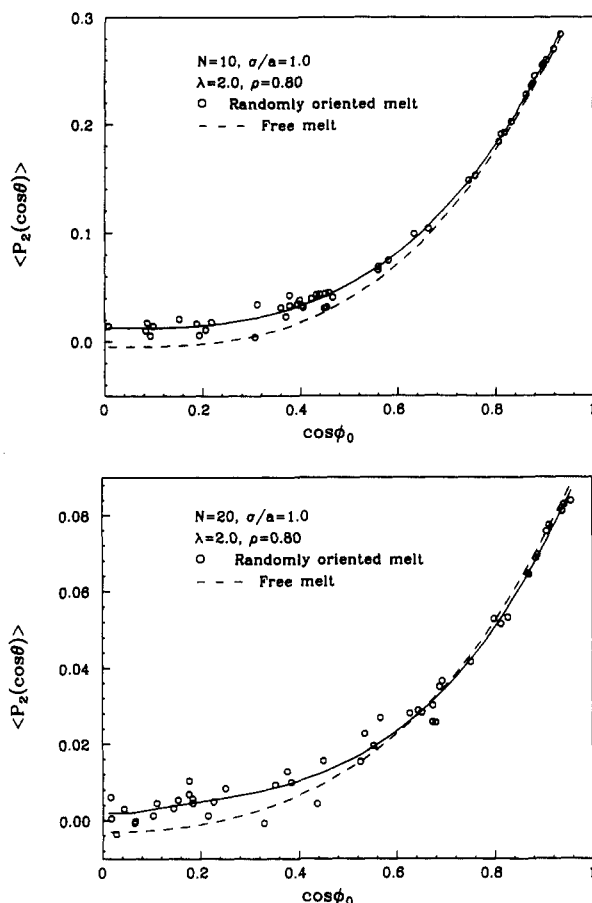 0.3
N=10, σ/a=1.0
λ=2.0, ρ=0.80
Randomly oriented melt
Free melt
0.2
<P₂(cosθ)>
0.1
0.0
0 0.2 0.4 0.6 0.8 1
cosϕ₀
N=20, σ/a=1.0
0.08
λ=2.0, ρ=0.80
Randomly oriented melt
Free melt
0.06
<P₂(cosθ)>
0.04
0.02
0.00
0 0.2 0.4 0.6 0.8 1
cosϕ₀